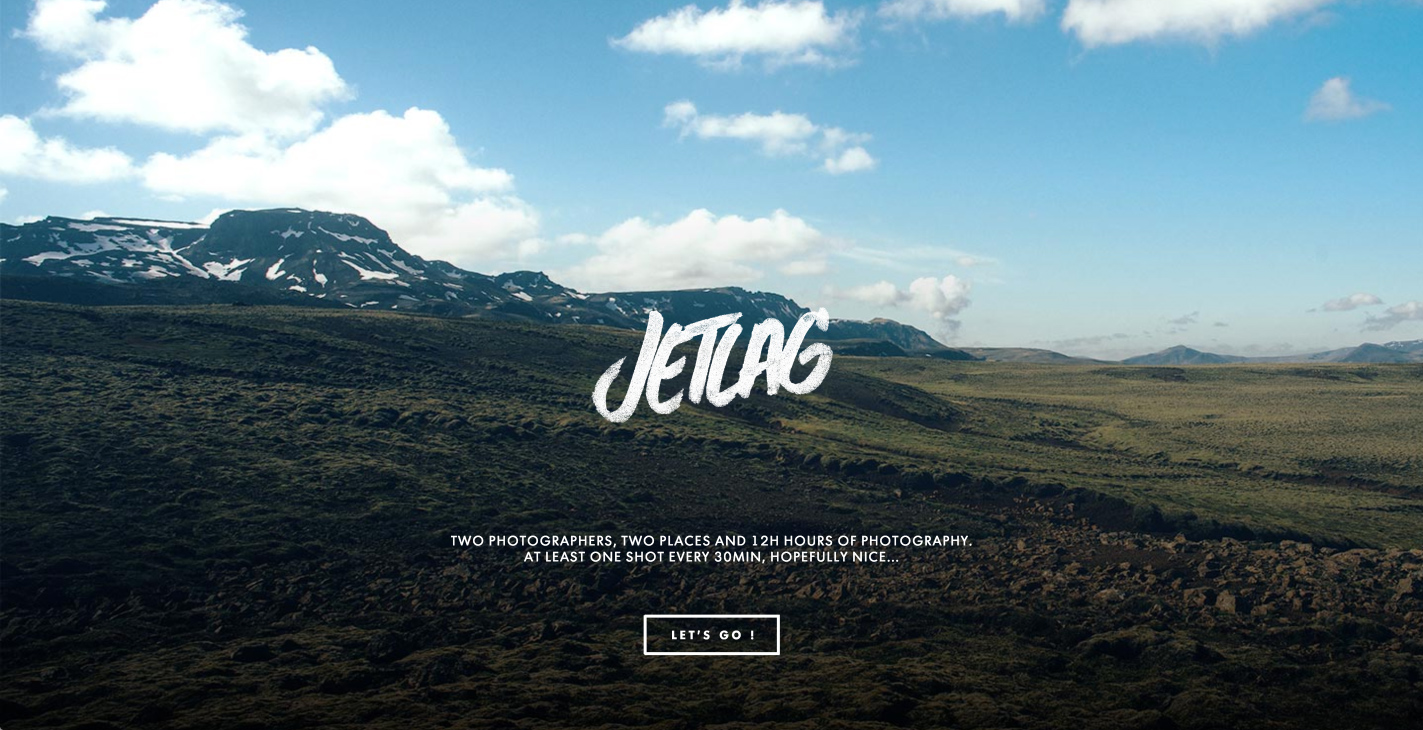 JETLAG
TWO PHOTOGRAPHERS, TWO PLACES AND 12H HOURS OF PHOTOGRAPHY.
AT LEAST ONE SHOT EVERY 30MIN, HOPEFULLY NICE...
LET'S GO !